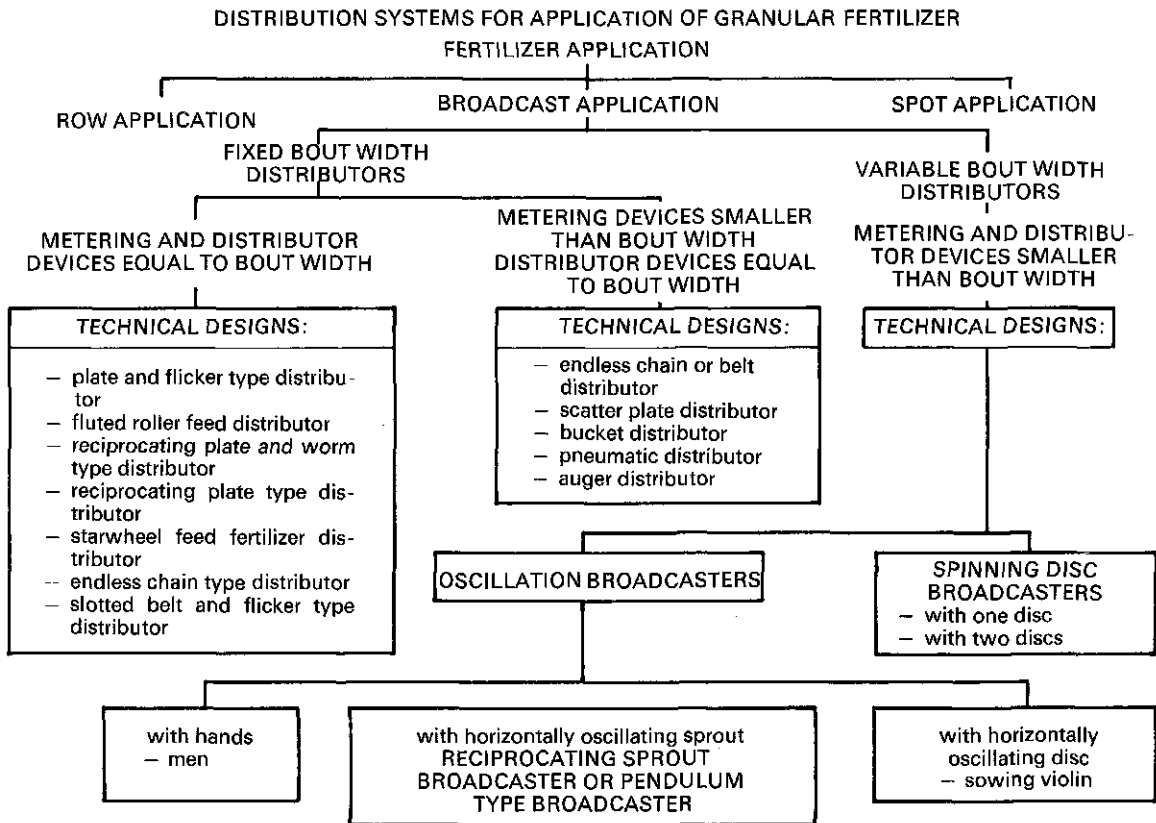 DISTRIBUTION SYSTEMS FOR APPLICATION OF GRANULAR FERTILIZER
FERTILIZER APPLICATION
ROW APPLICATION
BROADCAST APPLICATION
SPOT APPLICATION
FIXED BOUT WIDTH
DISTRIBUTORS
VARIABLE BOUT WIDTH
DISTRIBUTORS
METERING AND DISTRIBUTOR
DEVICES EQUAL TO BOUT WIDTH
METERING DEVICES SMALLER
THAN BOUT WIDTH
DISTRIBUTOR DEVICES EQUAL
TO BOUT WIDTH
METERING AND DISTRIBU-
TOR DEVICES SMALLER
THAN BOUT WIDTH
TECHNICAL DESIGNS:
– plate and flicker type distribu-
tor
– fluted roller feed distributor
– reciprocating plate and worm
type distributor
– reciprocating plate type dis-
tributor
– starwheel feed fertilizer dis-
tributor
-- endless chain type distributor
– slotted belt and flicker type
distributor
TECHNICAL DESIGNS:
– endless chain or belt
distributor
– scatter plate distributor
– bucket distributor
– pneumatic distributor
– auger distributor
TECHNICAL DESIGNS:
OSCILLATION BROADCASTERS
SPINNING DISC
BROADCASTERS
– with one disc
– with two discs
with hands
– men
with horizontally oscillating sprout
RECIPROCATING SPROUT
BROADCASTER OR PENDULUM
TYPE BROADCASTER
with horizontally
oscillating disc
– sowing violin